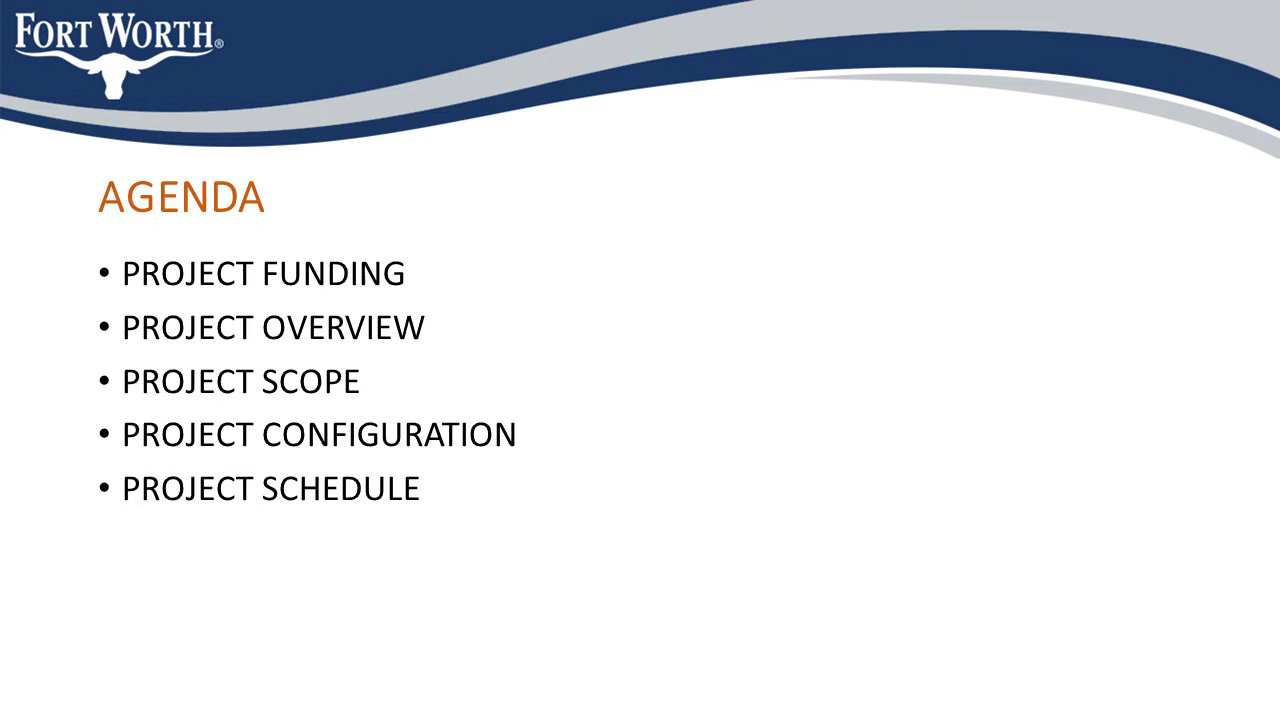 FORT WORTH®
AGENDA
• PROJECT FUNDING
• PROJECT OVERVIEW
• PROJECT SCOPE
• PROJECT CONFIGURATION
• PROJECT SCHEDULE